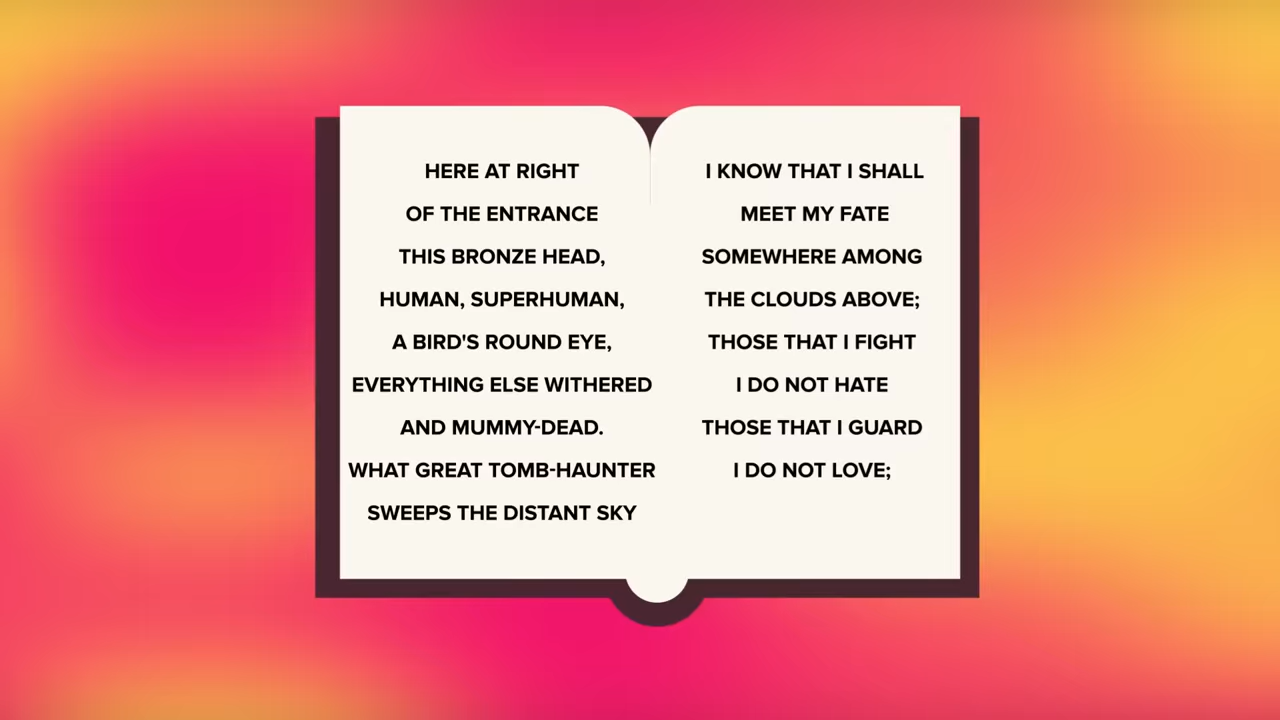 HERE AT RIGHT
OF THE ENTRANCE
THIS BRONZE HEAD,
HUMAN, SUPERHUMAN,
A BIRD'S ROUND EYE,
EVERYTHING ELSE WITHERED
AND MUMMY-DEAD.
WHAT GREAT TOMB-HAUNTER
SWEEPS THE DISTANT SKY
I KNOW THAT I SHALL
MEET MY FATE
SOMEWHERE AMONG
THE CLOUDS ABOVE;
THOSE THAT I FIGHT
I DO NOT HATE
THOSE THAT I GUARD
I DO NOT LOVE;